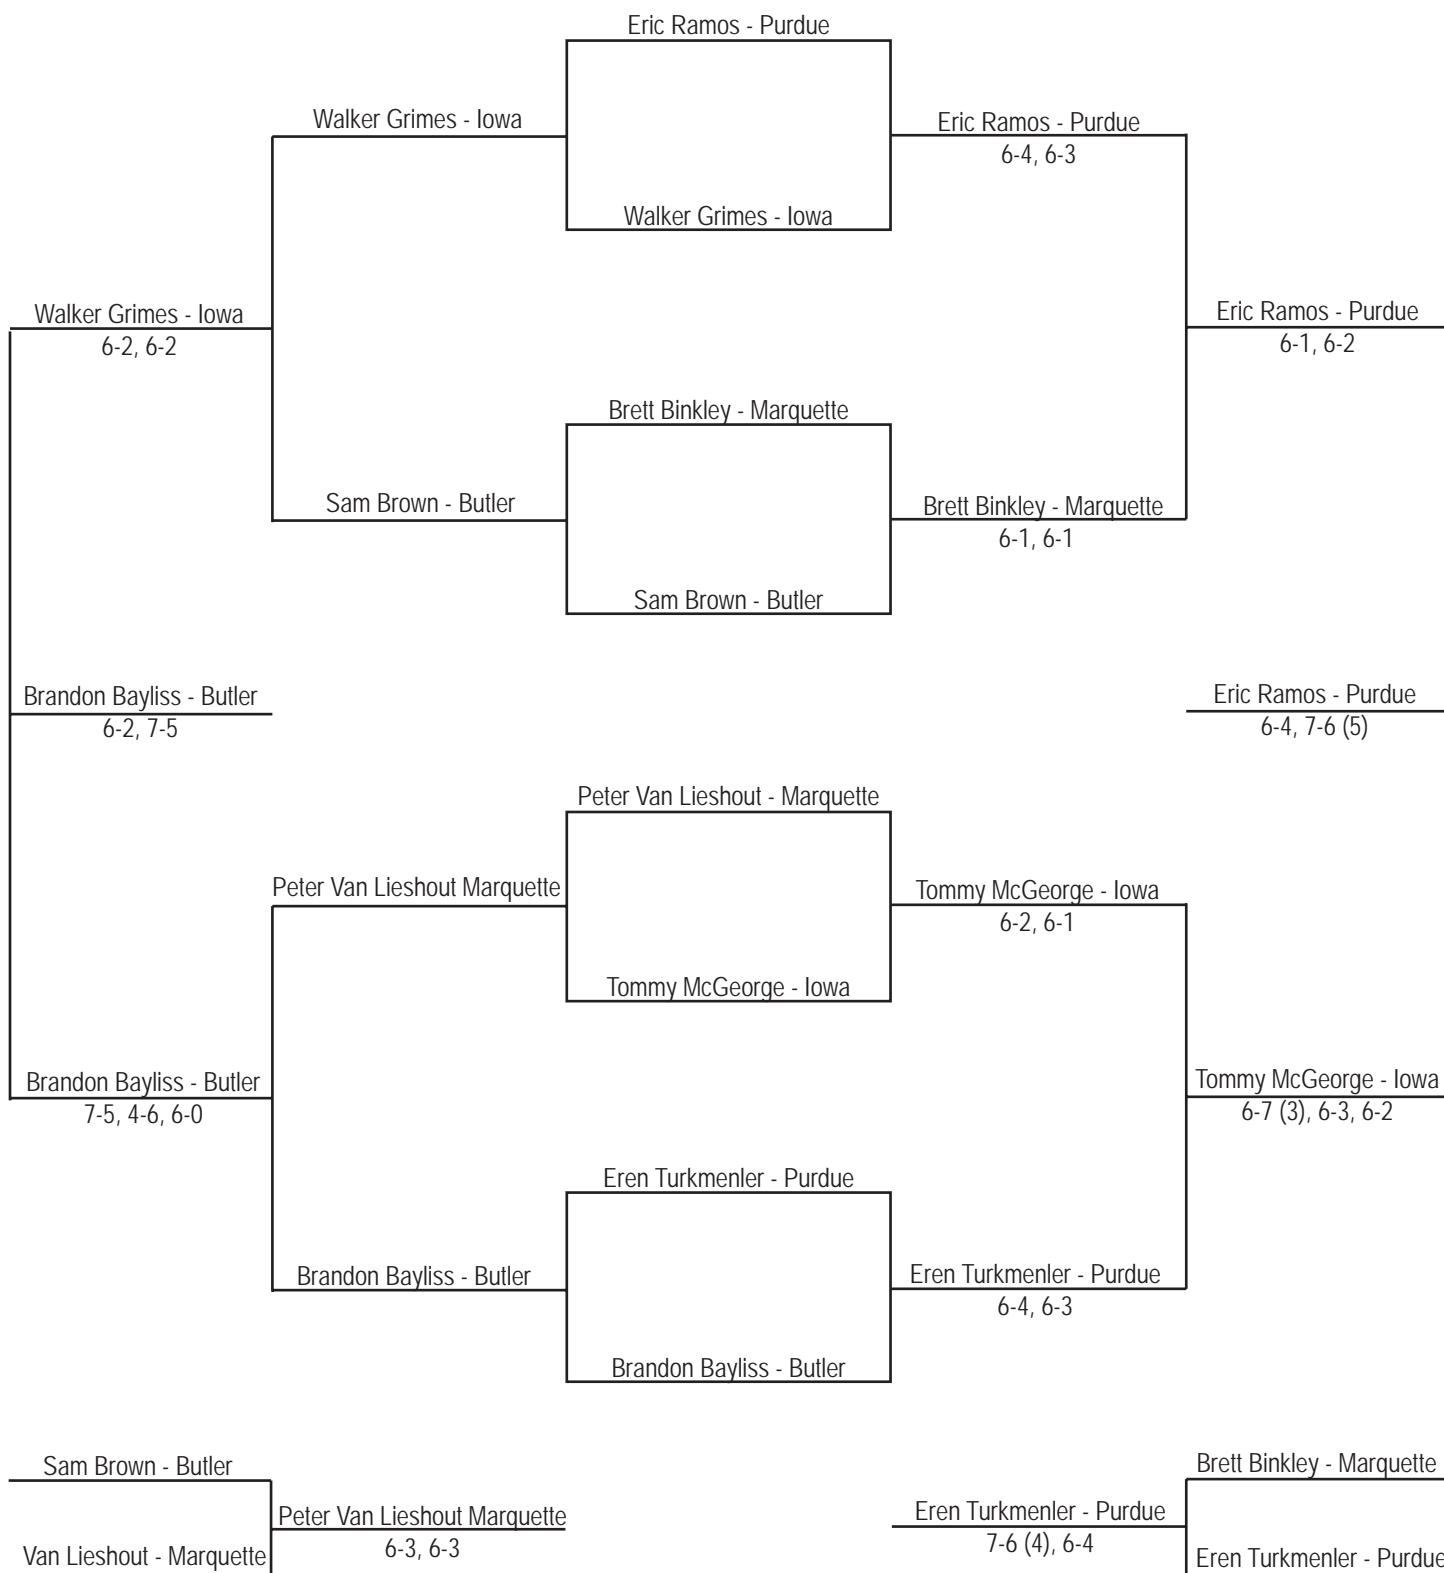 Eric Ramos - Purdue
Walker Grimes - Iowa
Eric Ramos - Purdue
6-4, 6-3
Walker Grimes - Iowa
Walker Grimes - Iowa
6-2, 6-2
Eric Ramos - Purdue
6-1, 6-2
Brett Binkley - Marquette
Sam Brown - Butler
Brett Binkley - Marquette
6-1, 6-1
Sam Brown - Butler
Brandon Bayliss - Butler
6-2, 7-5
Eric Ramos - Purdue
6-4, 7-6 (5)
Peter Van Lieshout - Marquette
Peter Van Lieshout Marquette
Tommy McGeorge - Iowa
6-2, 6-1
Tommy McGeorge - Iowa
Brandon Bayliss - Butler
7-5, 4-6, 6-0
Tommy McGeorge - Iowa
6-7 (3), 6-3, 6-2
Eren Turkmenler - Purdue
Brandon Bayliss - Butler
Eren Turkmenler - Purdue
6-4, 6-3
Brandon Bayliss - Butler
Sam Brown - Butler
Peter Van Lieshout Marquette
6-3, 6-3
Van Lieshout - Marquette
Brett Binkley - Marquette
Eren Turkmenler - Purdue
7-6 (4), 6-4
Eren Turkmenler - Purdue